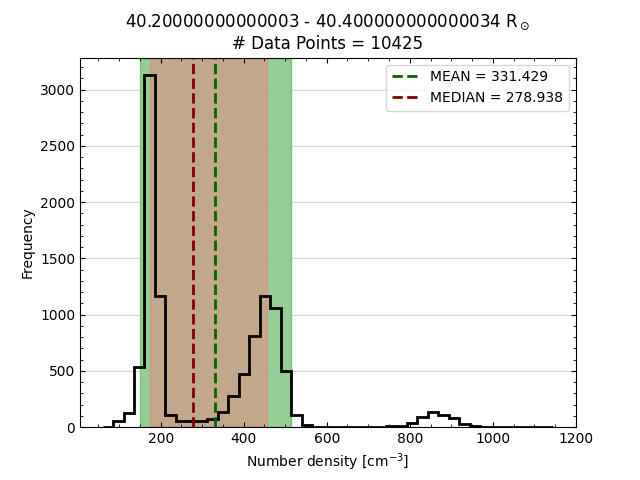 40.20000000000003 - 40.400000000000034 R⊙
# Data Points = 10425
MEAN = 331.429
MEDIAN = 278.938
3000
2500
2000
1500
1000
500
0
Frequency
200
400
600
800
1000
1200
Number density [cm⁻³]